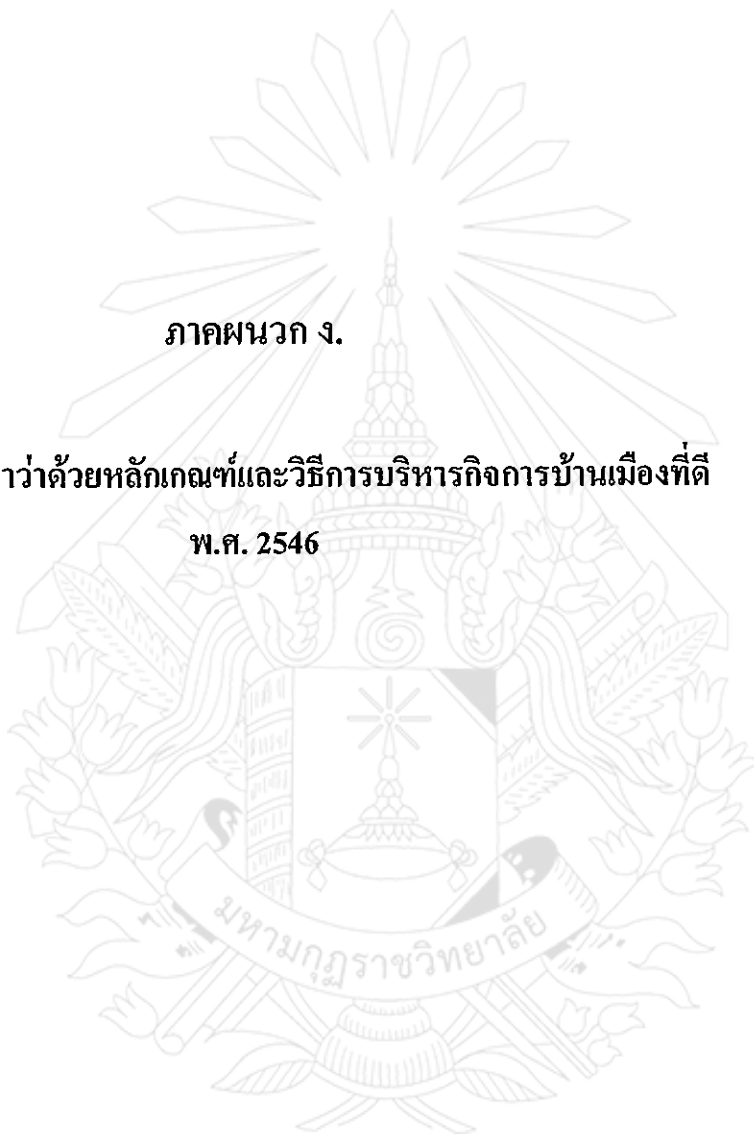 ภาคผนวก ง.
าว่าด้วยหลักเกณฑ์และวิธีการบริหารกิจการบ้านเมืองที่ดี
พ.ศ. 2546
มหามกุฏราชวิทยาลัย